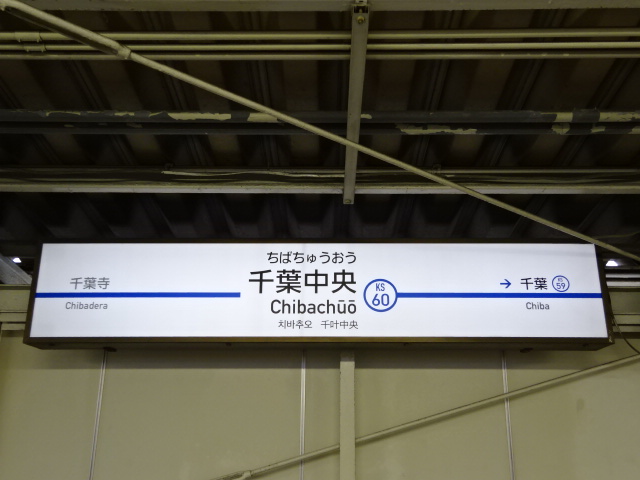 ちばちゅうおう
千葉寺
千葉中央
KS
60
→ 千葉
KS
59
Chibadera
Chibachūō
Chiba
치바추오 千叶中央